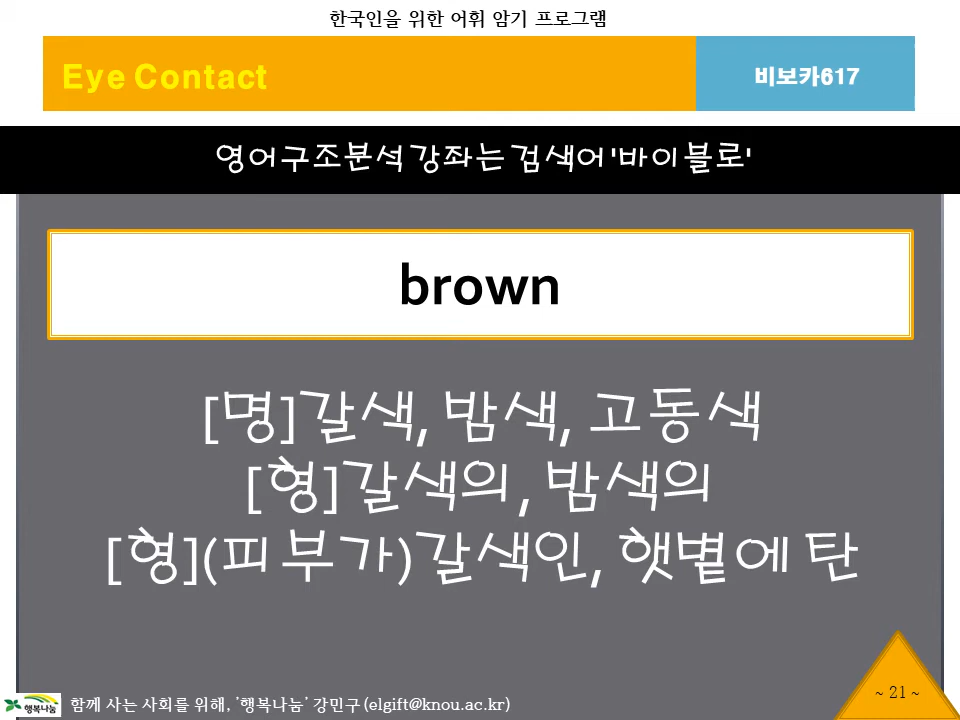 한국인을 위한 어휘 암기 프로그램
Eye Contact
비보카617
영어구조분석 강좌는 검색어 '바이블로'
brown
[명]갈색, 밤색, 고동색
[형]갈색의, 밤색의
[형](피부가)갈색인, 햇볕에 탄
~ 21 ~
행복나눔
함께 사는 사회를 위해, '행복나눔' 강민구 (elgift@knou.ac.kr)